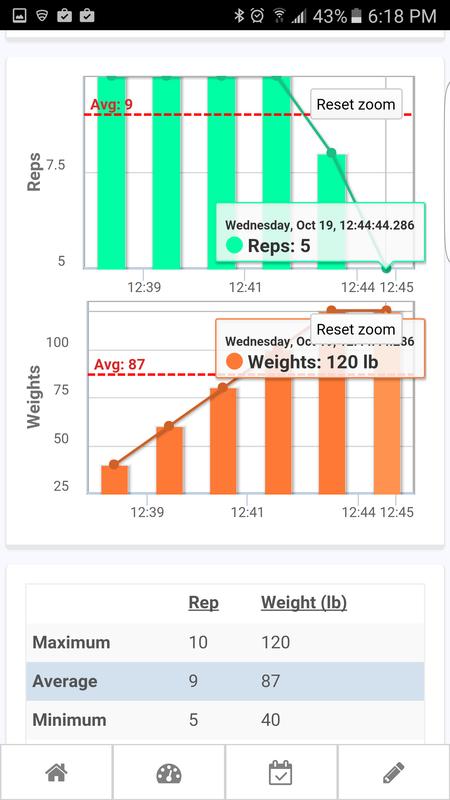 43% 6:18 PM
Avg: 9
Reset zoom
Reps
7.5
Wednesday, Oct 19, 12:44:44.286
Reps: 5
5
12:39 12:41 12:44 12:45
Reset zoom
Wednesday, Oct 86
100
Avg: 87
Weights: 120 lb
Weights
75
50
25
12:39 12:41 12:44 12:45
Rep Weight (lb)
Maximum 10 120
Average 9 87
Minimum 5 40